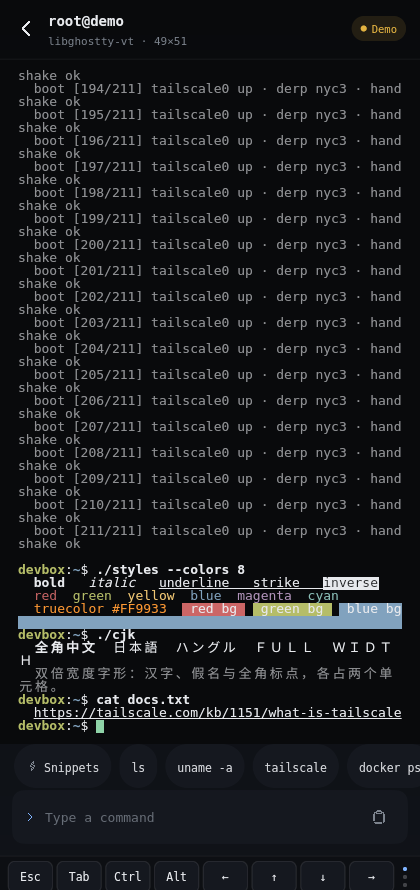 root@demo
libghostty-vt · 49×51
Demo
shake ok
boot [194/211] tailscale0 up · derp nyc3 · hand
shake ok
boot [195/211] tailscale0 up · derp nyc3 · hand
shake ok
boot [196/211] tailscale0 up · derp nyc3 · hand
shake ok
boot [197/211] tailscale0 up · derp nyc3 · hand
shake ok
boot [198/211] tailscale0 up · derp nyc3 · hand
shake ok
boot [199/211] tailscale0 up · derp nyc3 · hand
shake ok
boot [200/211] tailscale0 up · derp nyc3 · hand
shake ok
boot [201/211] tailscale0 up · derp nyc3 · hand
shake ok
boot [202/211] tailscale0 up · derp nyc3 · hand
shake ok
boot [203/211] tailscale0 up · derp nyc3 · hand
shake ok
boot [204/211] tailscale0 up · derp nyc3 · hand
shake ok
boot [205/211] tailscale0 up · derp nyc3 · hand
shake ok
boot [206/211] tailscale0 up · derp nyc3 · hand
shake ok
boot [207/211] tailscale0 up · derp nyc3 · hand
shake ok
boot [208/211] tailscale0 up · derp nyc3 · hand
shake ok
boot [209/211] tailscale0 up · derp nyc3 · hand
shake ok
boot [210/211] tailscale0 up · derp nyc3 · hand
shake ok
boot [211/211] tailscale0 up · derp nyc3 · hand
shake ok
devbox:~$ ./styles --colors 8
bold italic underline strike inverse
red green yellow blue magenta cyan
truecolor #FF9933 red bg green bg blue bg
devbox:~$ ./cjk
全角中文 日本語 ハングル ＦＵＬＬ ＷＩＤＴ
Ｈ
双倍宽度字形：汉字、假名与全角标点，各占两个单
元格。
devbox:~$ cat docs.txt
https://tailscale.com/kb/1151/what-is-tailscale
devbox:~$
Snippets ls uname -a tailscale docker ps
Type a command
Esc Tab Ctrl Alt ← ↑ ↓ →